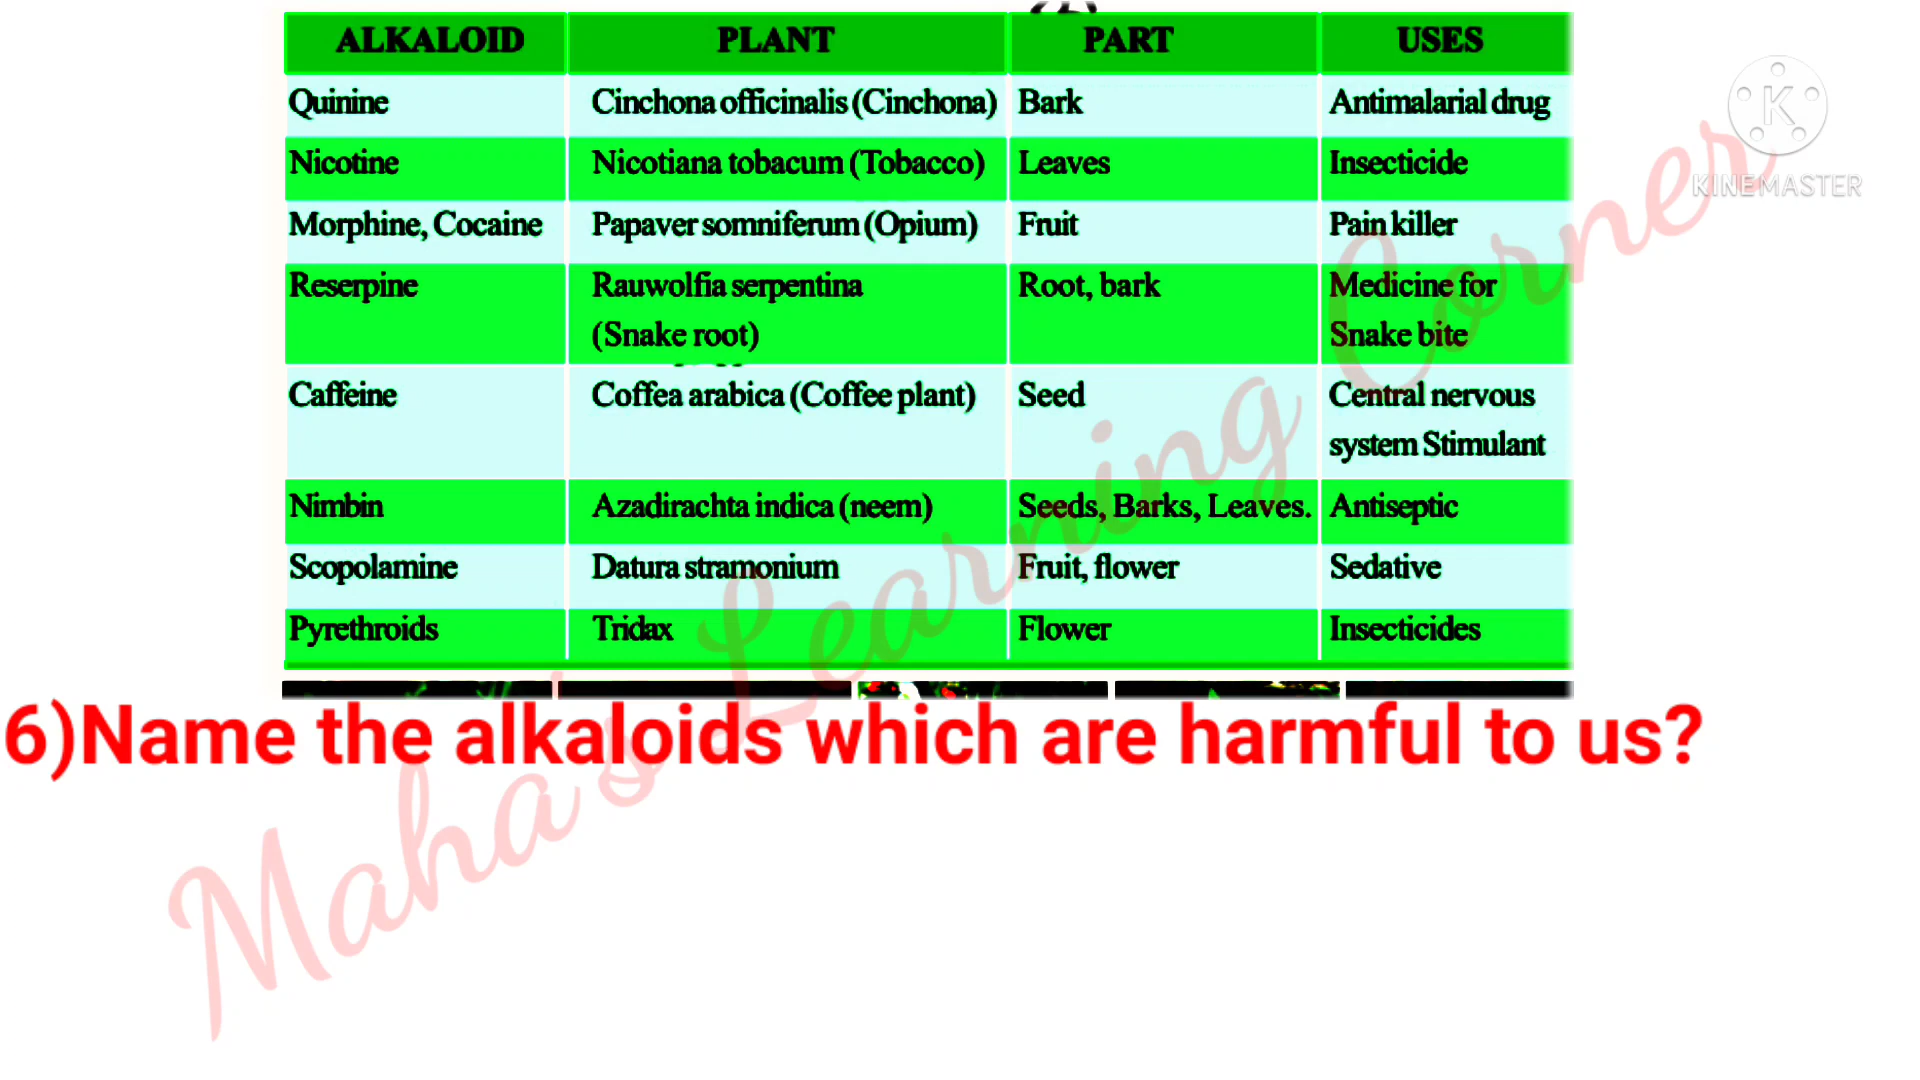 ALKALOID PLANT PART USES
Quinine Cinchona officinalis (Cinchona) Bark Antimalarial drug
Nicotine Nicotiana tobacum (Tobacco) Leaves Insecticide
Morphine, Cocaine Papaver somniferum (Opium) Fruit Pain killer
Reserpine Rauwolfia serpentina Root, bark Medicine for
(Snake root) Snake bite
Caffeine Coffea arabica (Coffee plant) Seed Central nervous
system Stimulant
Nimbin Azadirachta indica (neem) Seeds, Barks, Leaves. Antiseptic
Scopolamine Datura stramonium Fruit, flower Sedative
Pyrethroids Tridax Flower Insecticides
6)Name the alkaloids which are harmful to us?
Maha's Learning Corner
K
KINEMASTER